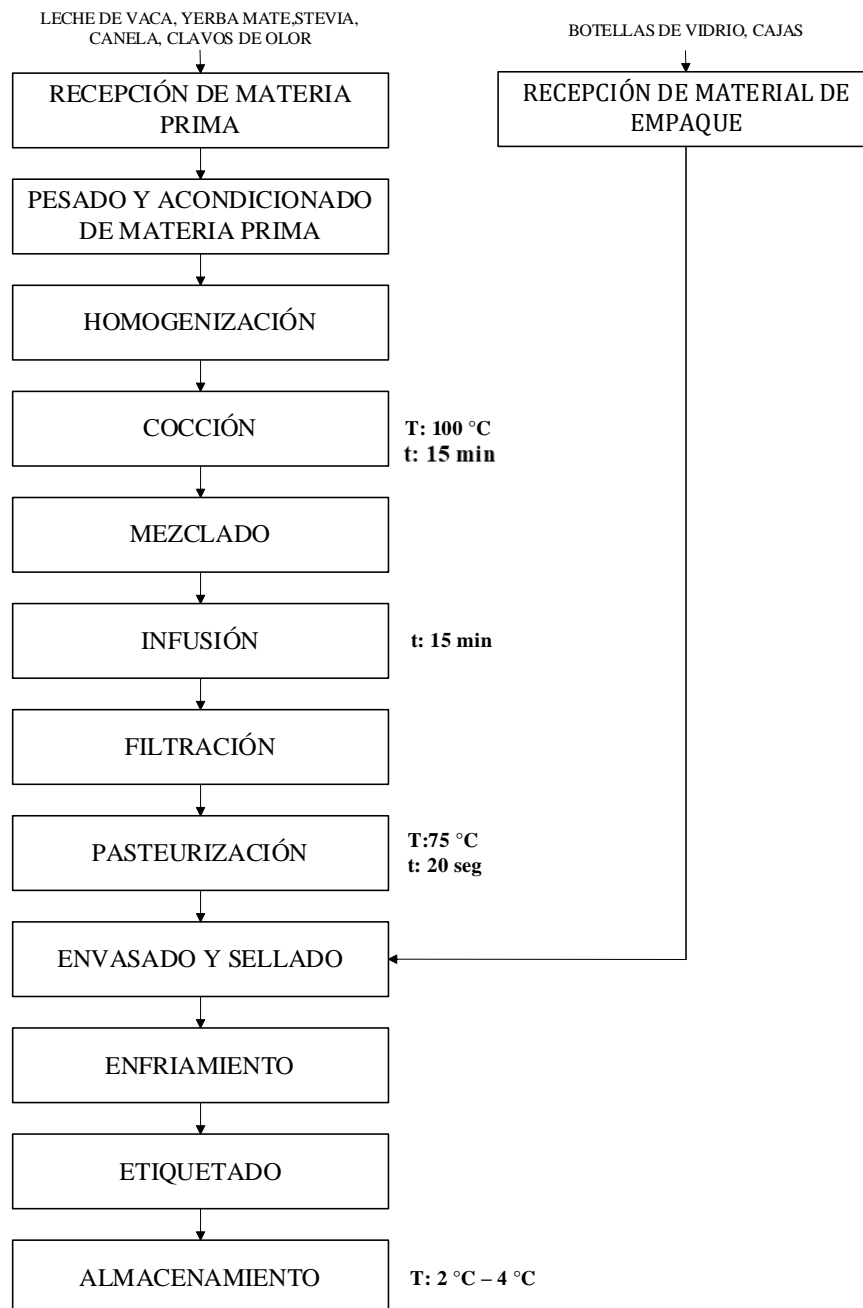 LECHE DE VACA, YERBA MATE,STEVIA,
CANELA, CLAVOS DE OLOR
BOTELLAS DE VIDRIO, CAJAS
RECEPCIÓN DE MATERIA
PRIMA
RECEPCIÓN DE MATERIAL DE
EMPAQUE
PESADO Y ACONDICIONADO
DE MATERIA PRIMA
HOMOGENIZACIÓN
COCCIÓN
T: 100 °C
t: 15 min
MEZCLADO
INFUSIÓN
t: 15 min
FILTRACIÓN
PASTEURIZACIÓN
T:75 °C
t: 20 seg
ENVASADO Y SELLADO
ENFRIAMIENTO
ETIQUETADO
ALMACENAMIENTO
T: 2 °C – 4 °C